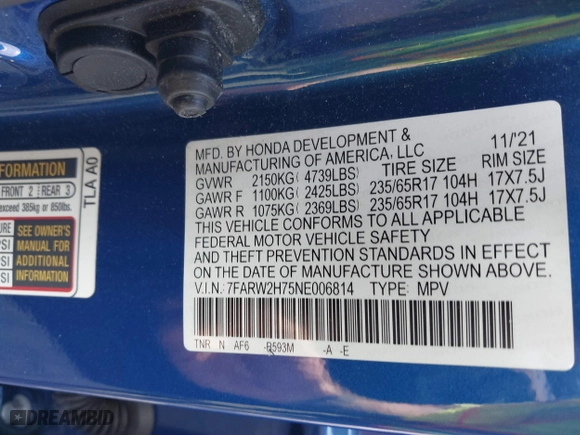 MFD. BY HONDA DEVELOPMENT & 11/'21
MANUFACTURING OF AMERICA, LLC
GVWR 2150KG( 4739LBS) TIRE SIZE RIM SIZE
GAWR F 1100KG( 2425LBS) 235/65R17 104H 17X7.5J
GAWR R 1075KG( 2369LBS) 235/65R17 104H 17X7.5J
THIS VEHICLE CONFORMS TO ALL APPLICABLE
FEDERAL MOTOR VEHICLE SAFETY
AND THEFT PREVENTION STANDARDS IN EFFECT
ON THE DATE OF MANUFACTURE SHOWN ABOVE.
V.I.N.: 7FARW2H75NE006814 TYPE: MPV
TNR N AF6 -B593M -A -E
FORMATION
FRONT 2 REAR 3
exceed 385kg or 850lbs.
SEE OWNER'S
MANUAL FOR
ADDITIONAL
INFORMATION
TLA A0
DREAMBID